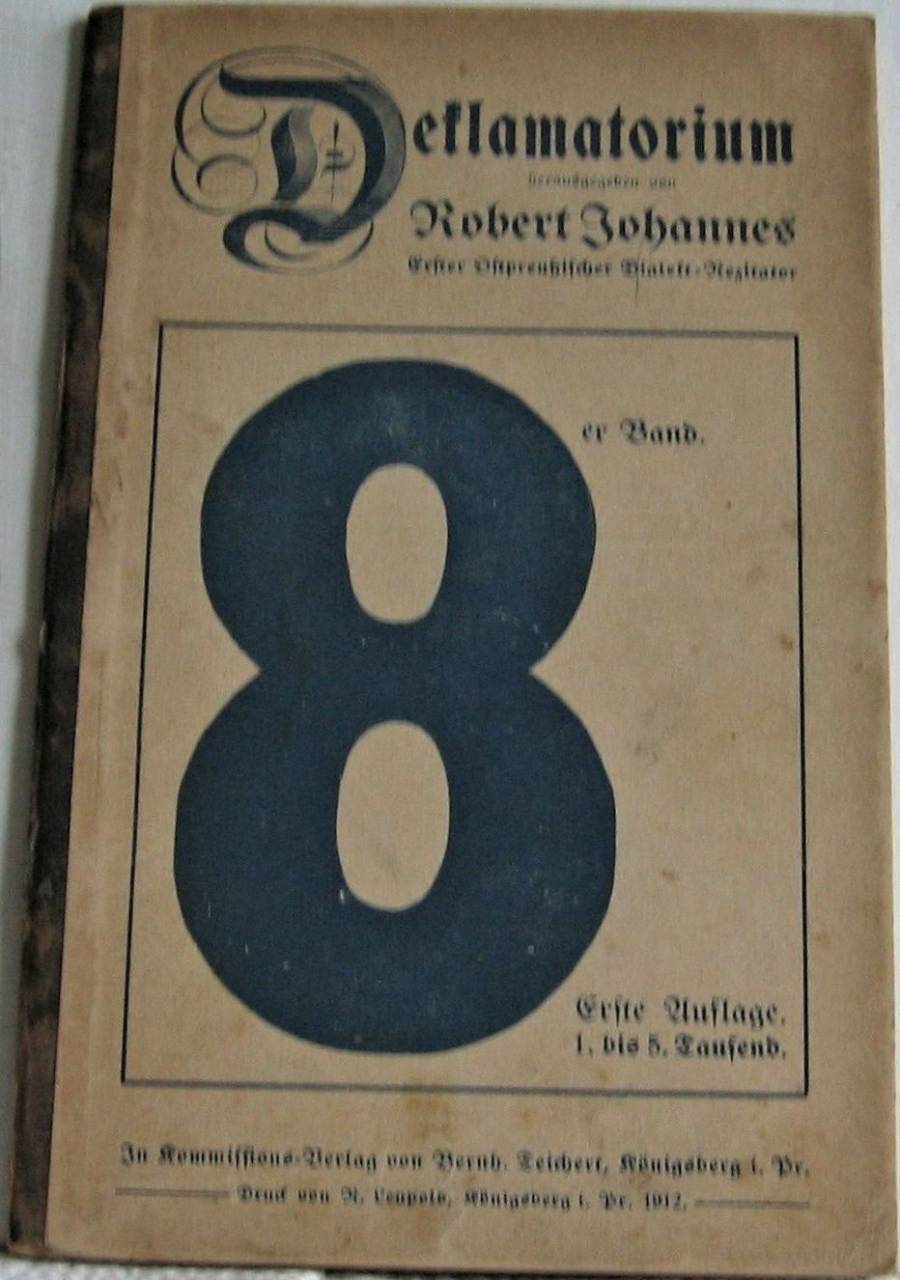 Deklamatorium
herausgegeben von
Robert Johannes
Erster Ostpreußischer Dialekt-Rezitator
8
er Band.
Erste Auflage.
1. bis 5. Tausend.
In Kommissions-Verlag von Bernh. Teichert, Königsberg i. Pr.
Druck von R. Leupold, Königsberg i. Pr. 1912.